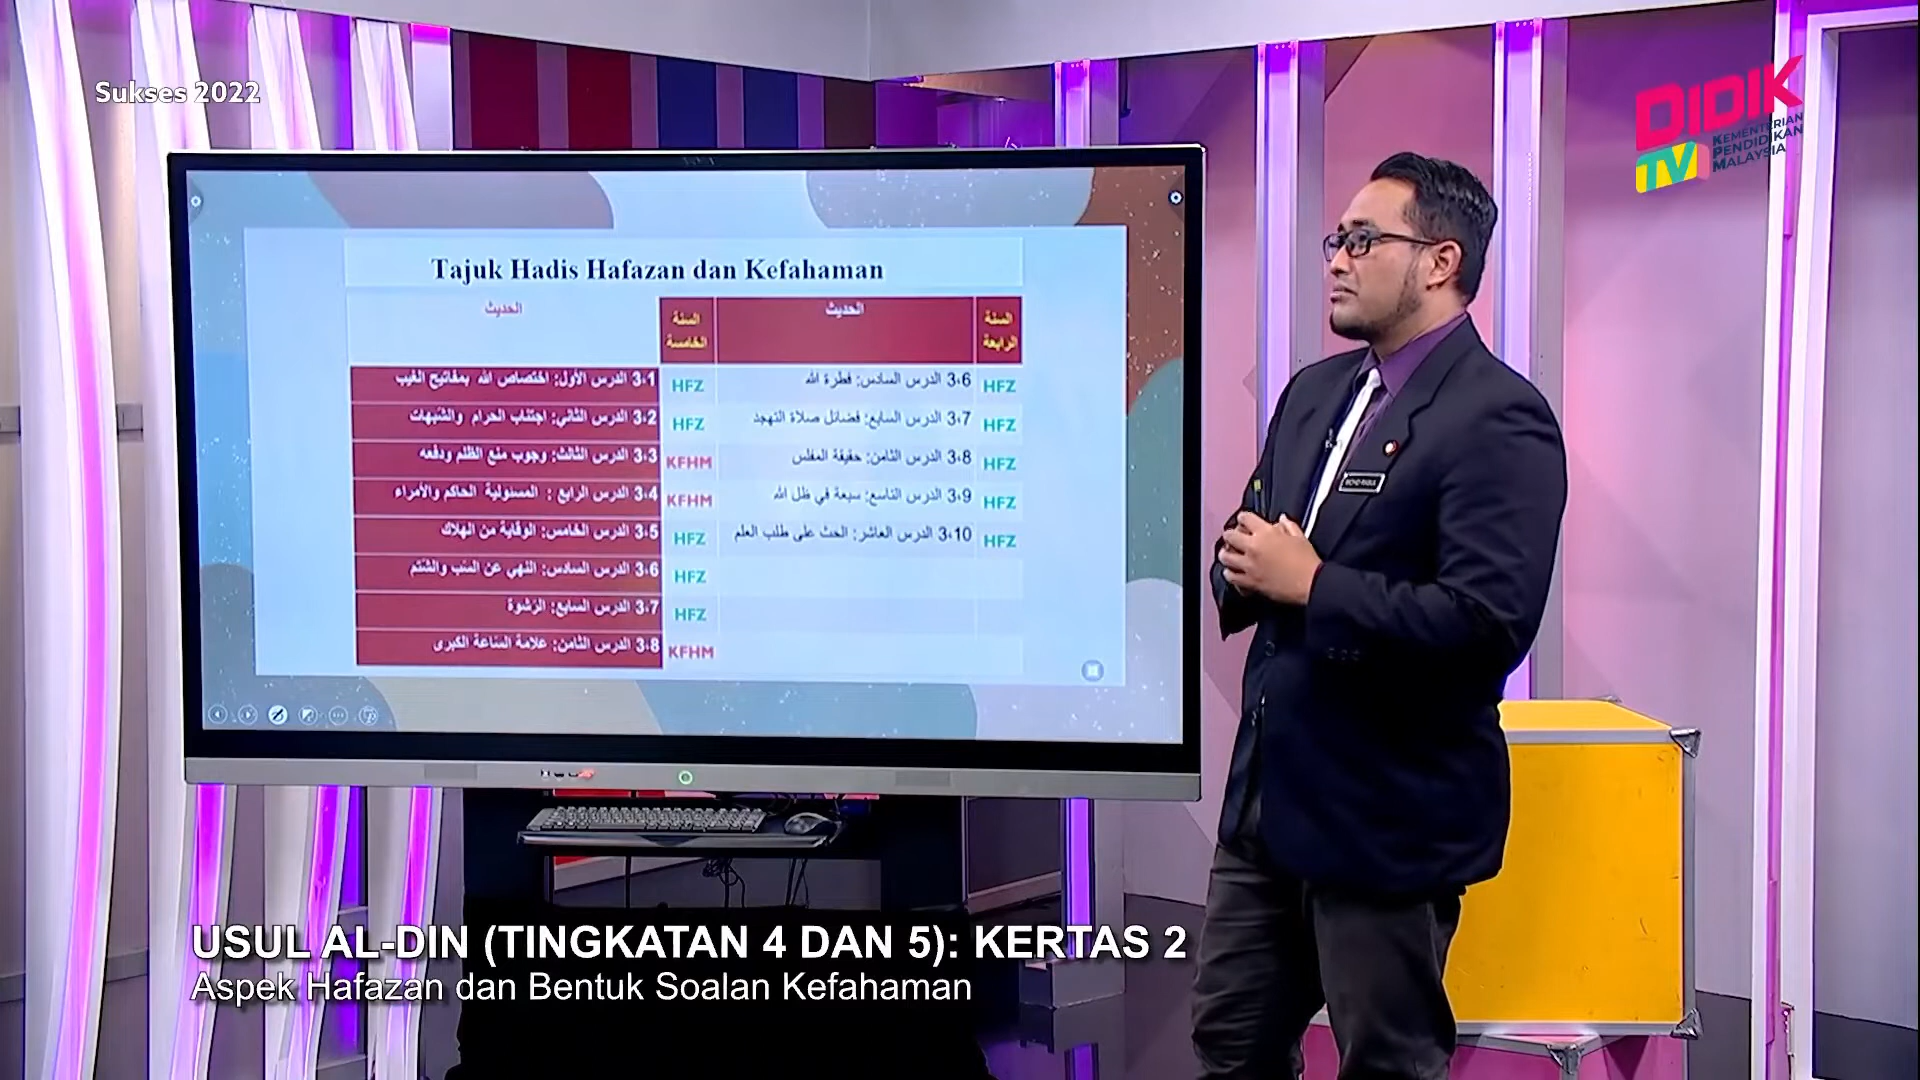 Sukses 2022
DIDIK
TV
KEMENTERIAN
PENDIDIKAN
MALAYSIA
Tajuk Hadis Hafazan dan Kefahaman
السنة الرابعة
الحديث
السنة الخامسة
الحديث
HFZ
3،6 الدرس السادس: فطرة الله
HFZ
3،1 الدرس الأول: اختصاص الله بمفاتيح الغيب
HFZ
3،7 الدرس السابع: فضائل صلاة التهجد
HFZ
3،2 الدرس الثاني: اجتناب الحرام والشبهات
HFZ
3،8 الدرس الثامن: حقيقة المفلس
KFHM
3،3 الدرس الثالث: وجوب منع الظلم ودفعه
HFZ
3،9 الدرس التاسع: سبعة في ظل الله
KFHM
3،4 الدرس الرابع : المسئولية الحاكم والأمراء
HFZ
3،10 الدرس العاشر: الحث على طلب العلم
HFZ
3،5 الدرس الخامس: الوقاية من الهلاك
HFZ
3،6 الدرس السادس: النهي عن السب والشتم
HFZ
3،7 الدرس السابع: الرشوة
KFHM
3،8 الدرس الثامن: علامة الساعة الكبرى
USUL AL-DIN (TINGKATAN 4 DAN 5): KERTAS 2
Aspek Hafazan dan Bentuk Soalan Kefahaman